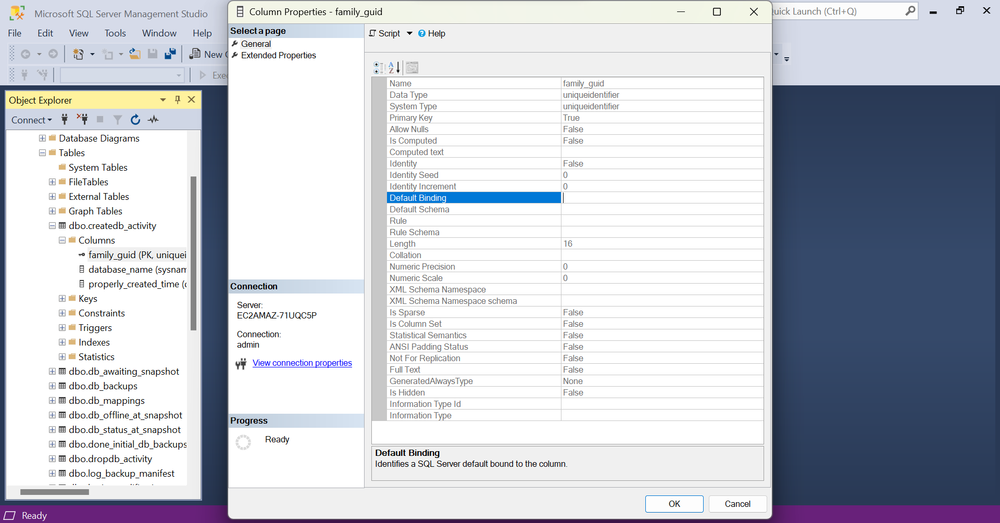 Microsoft SQL Server Management Studio
Quick Launch (Ctrl+Q)
File Edit View Tools Window Help
New
Object Explorer
Connect
Database Diagrams
Tables
System Tables
FileTables
External Tables
Graph Tables
dbo.createdb_activity
Columns
family_guid (PK, uniquei
database_name (sysnam
properly_created_time (
Keys
Constraints
Triggers
Indexes
Statistics
dbo.db_awaiting_snapshot
dbo.db_backups
dbo.db_mappings
dbo.db_offline_at_snapshot
dbo.db_status_at_snapshot
dbo.done_initial_db_backups
dbo.dropdb_activity
dbo.log_backup_manifest
Ready
Column Properties - family_guid
Select a page
General
Extended Properties
Connection
Server:
EC2AMAZ-71UQC5P
Connection:
admin
View connection properties
Progress
Ready
Script Help
Name family_guid
Data Type uniqueidentifier
System Type uniqueidentifier
Primary Key True
Allow Nulls False
Is Computed False
Computed text
Identity False
Identity Seed 0
Identity Increment 0
Default Binding
Default Schema
Rule
Rule Schema
Length 16
Collation
Numeric Precision 0
Numeric Scale 0
XML Schema Namespace
XML Schema Namespace schema
Is Sparse False
Is Column Set False
Statistical Semantics False
ANSI Padding Status False
Not For Replication False
Full Text False
GeneratedAlwaysType None
Is Hidden False
Information Type Id
Information Type
Default Binding
Identifies a SQL Server default bound to the column.
OK Cancel